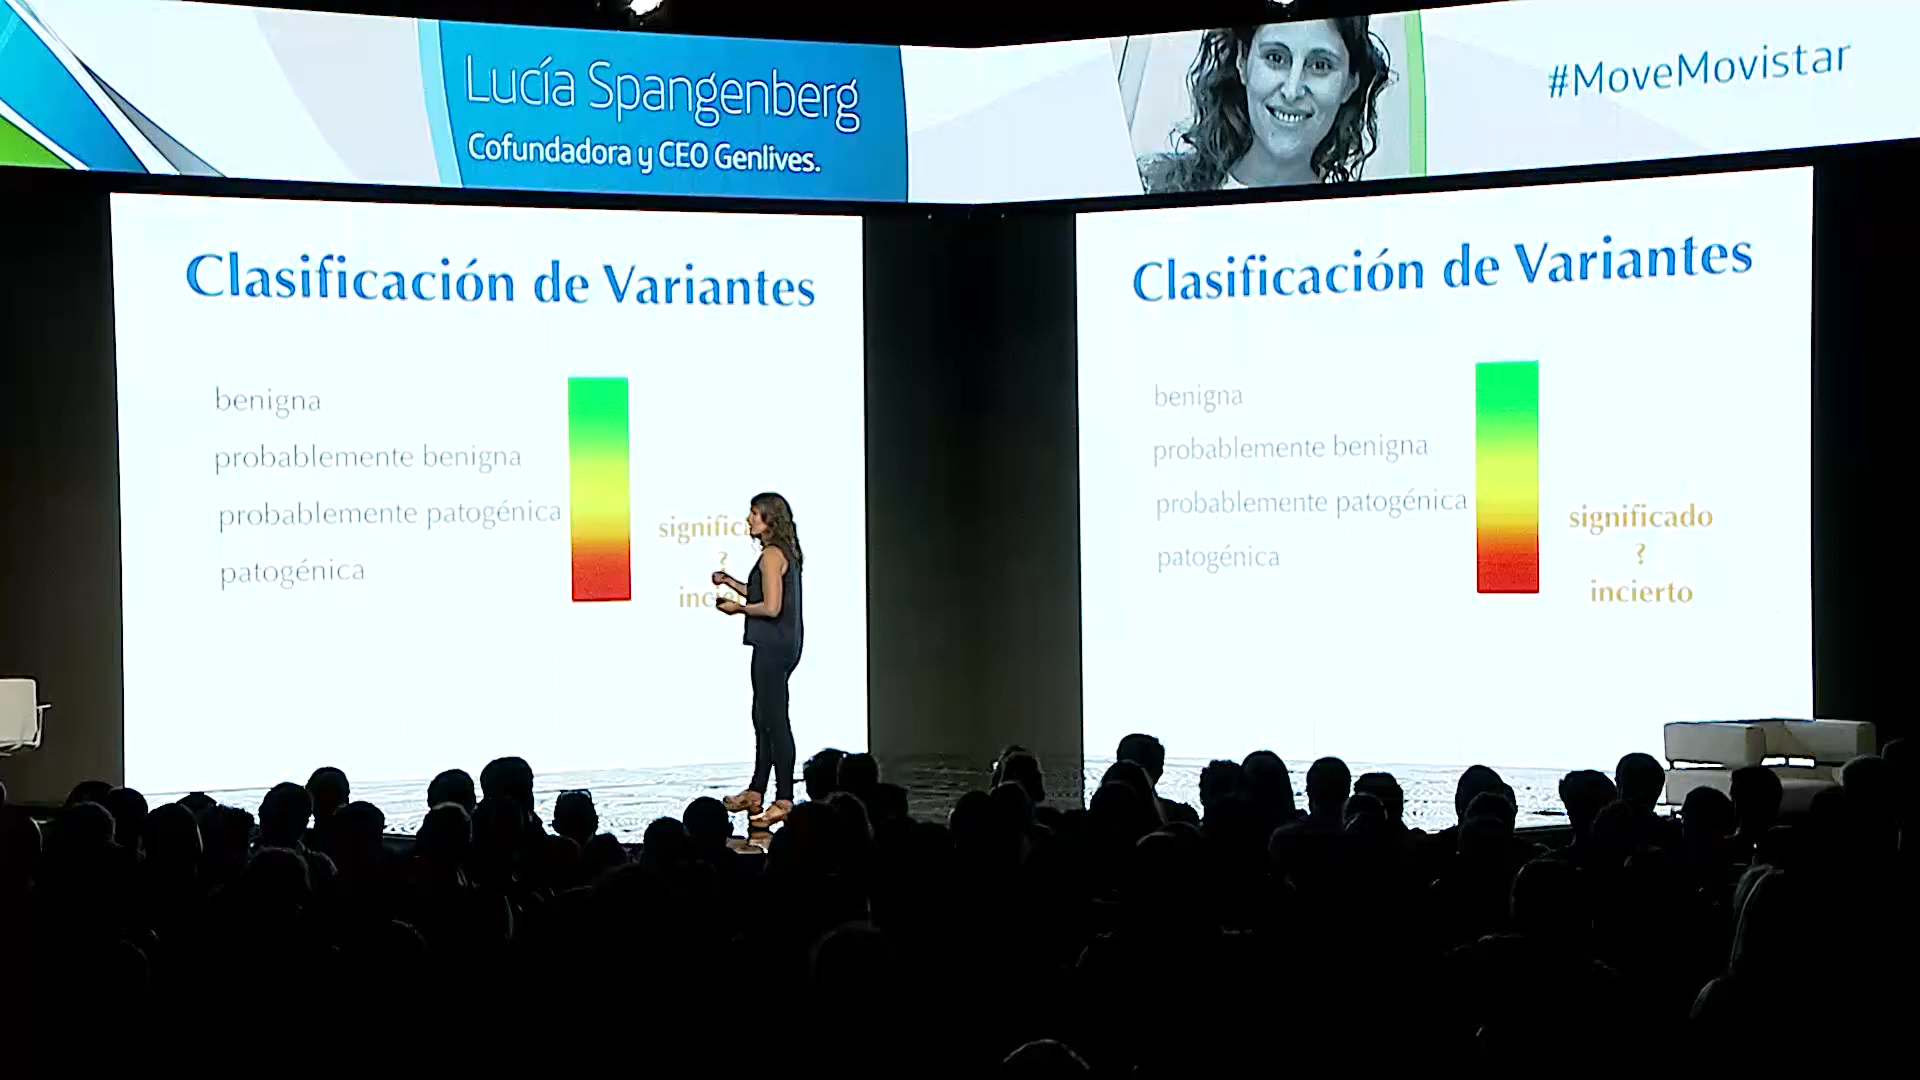 Lucía Spangenberg
Cofundadora y CEO Genlives.
#MoveMovistar
Clasificación de Variantes
benigna
probablemente benigna
probablemente patogénica
patogénica
?
Clasificación de Variantes
benigna
probablemente benigna
probablemente patogénica
patogénica
significado
?
incierto